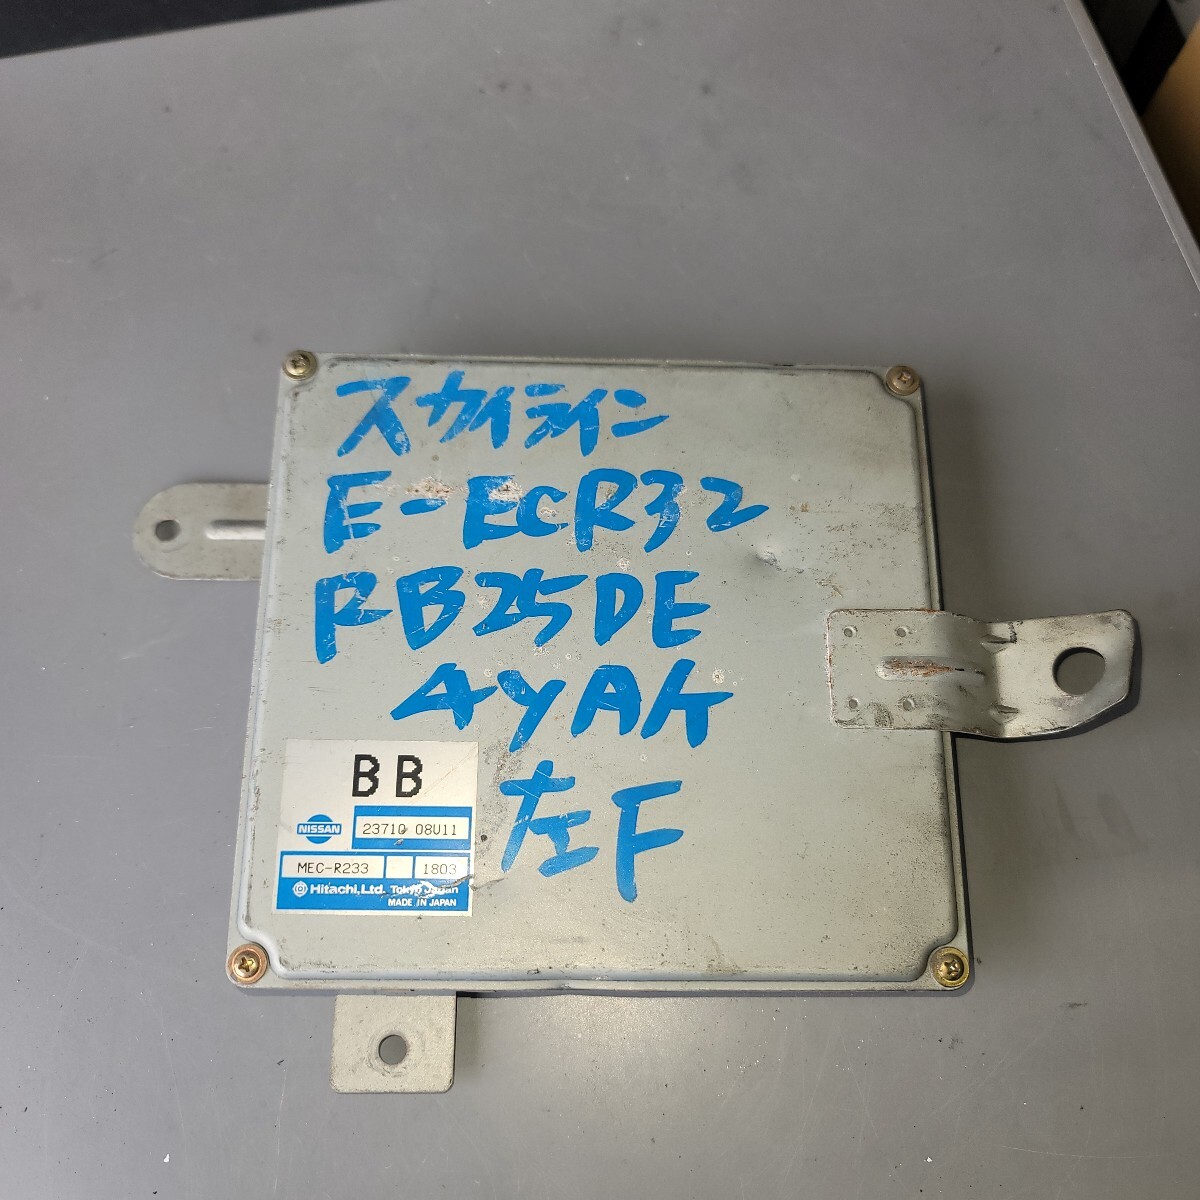 スカイライン
E-ECR32
RB25DE
4YAK
左F
BB
NISSAN 23710 08U11
MEC-R233 1803
Hitachi,Ltd. Tokyo Japan
MADE IN JAPAN